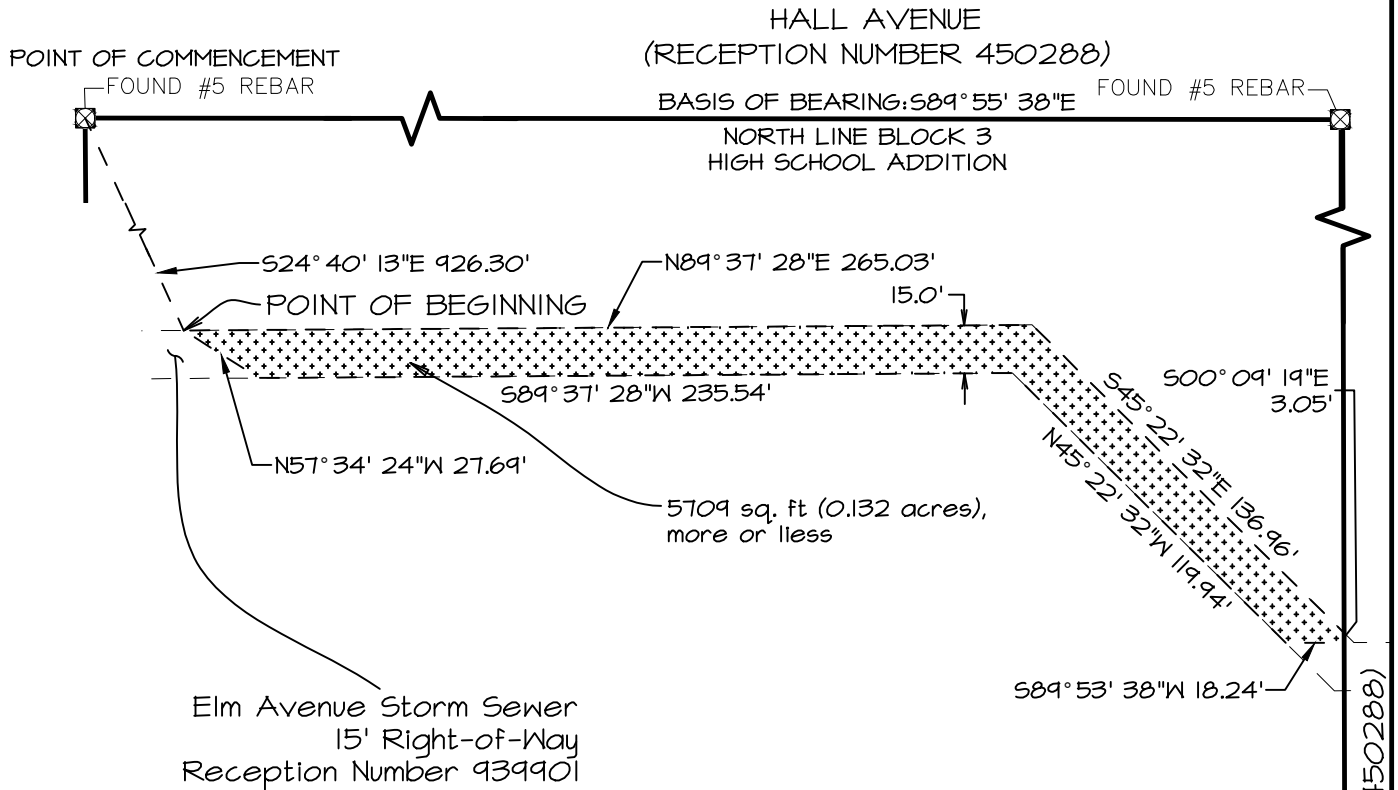 HALL AVENUE
(RECEPTION NUMBER 450288)
POINT OF COMMENCEMENT
FOUND #5 REBAR
BASIS OF BEARING:S89°55' 38"E
FOUND #5 REBAR
NORTH LINE BLOCK 3
HIGH SCHOOL ADDITION
S24°40' 13"E 926.30'
N89°37' 28"E 265.03'
POINT OF BEGINNING
15.0'
S89°37' 28"W 235.54'
S00°09' 19"E
3.05'
S45°22' 32"E 136.96'
N45°22' 32"W 119.94'
N57°34' 24"W 27.69'
5709 sq. ft (0.132 acres),
more or liess
S89°53' 38"W 18.24'
Elm Avenue Storm Sewer
15' Right-of-Way
Reception Number 939901
450288)